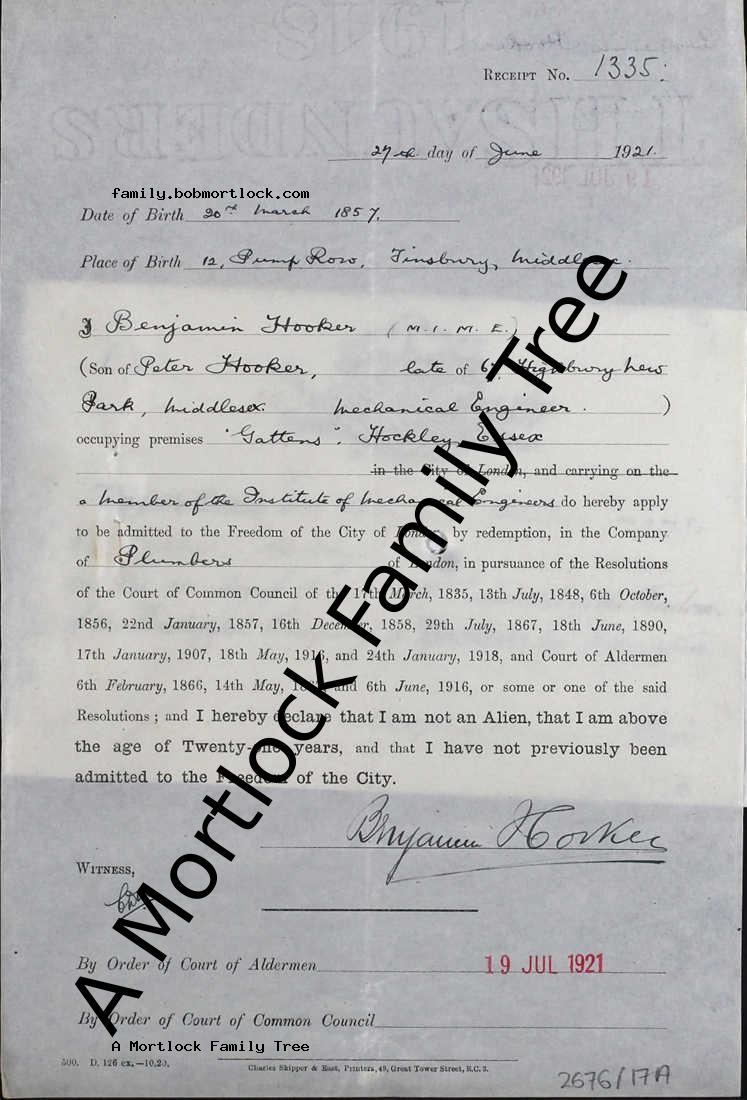 RECEIPT No. 1335:
27th day of June 1921.
19 JUL 1921
family.bobmortlock.com
Date of Birth 20th March 1857.
Place of Birth 12, Pump Row, Finsbury, Middlesex.
I Benjamin Hooker (M.I.M.E.)
(Son of Peter Hooker, late of 6 Highbury New
Park, Middlesex. Mechanical Engineer. )
occupying premises "Gattens", Hockley, Essex
in the City of London, and carrying on the
a member of the Institute of Mechanical Engineers do hereby apply
to be admitted to the Freedom of the City of London by redemption, in the Company
of Plumbers of London, in pursuance of the Resolutions
of the Court of Common Council of the 17th March, 1835, 13th July, 1848, 6th October,
1856, 22nd January, 1857, 16th December, 1858, 29th July, 1867, 18th June, 1890,
17th January, 1907, 18th May, 1916, and 24th January, 1918, and Court of Aldermen
6th February, 1866, 14th May, and 6th June, 1916, or some or one of the said
Resolutions; and I hereby declare that I am not an Alien, that I am above
the age of Twenty-one years, and that I have not previously been
admitted to the Freedom of the City.
Benjamin Hooker
WITNESS,
By Order of Court of Aldermen 19 JUL 1921
By Order of Court of Common Council
A Mortlock Family Tree
500. D. 126 ex.—10.20.
Charles Skipper & East, Printers, 49, Great Tower Street, E.C.3.
2676/17A
A Mortlock Family Tree